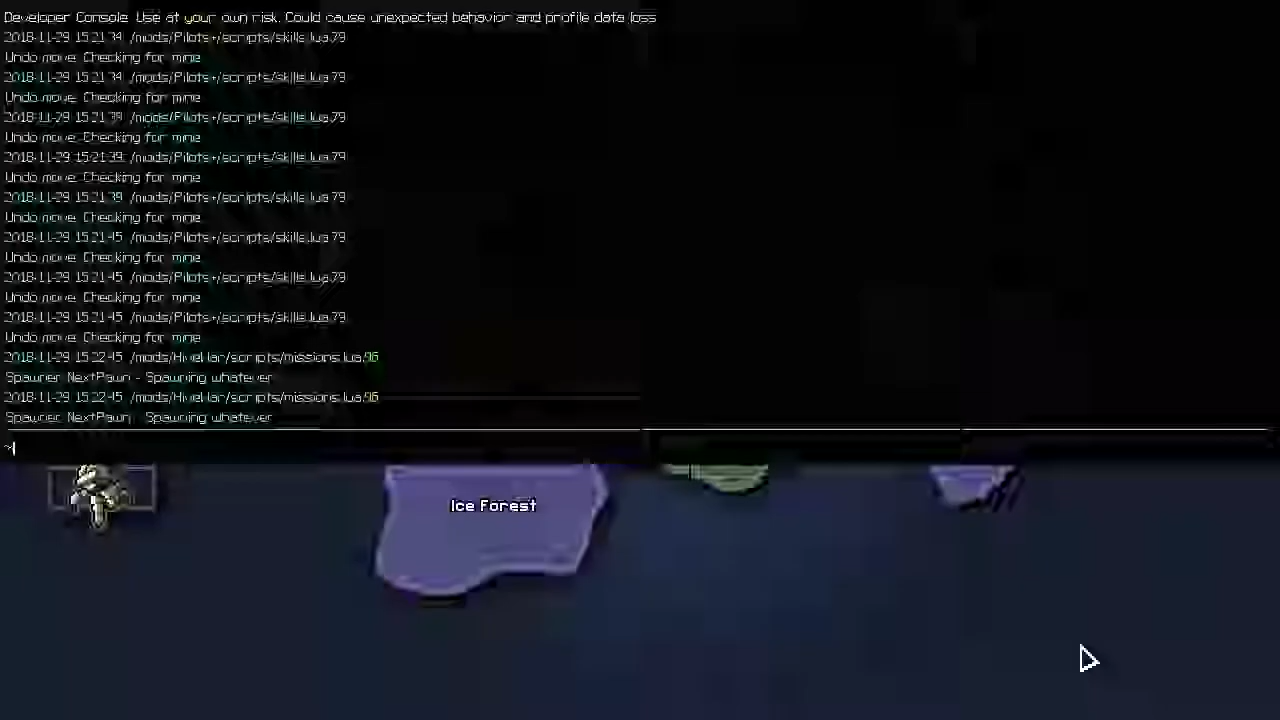 Developer Console. Use at your own risk. Could cause unexpected behavior and profile data loss
2018-11-29 15:21:34 /mods/Pilots+/scripts/skills.lua:79
Undo move: Checking for mine
2018-11-29 15:21:34 /mods/Pilots+/scripts/skills.lua:79
Undo move: Checking for mine
2018-11-29 15:21:39 /mods/Pilots+/scripts/skills.lua:79
Undo move: Checking for mine
2018-11-29 15:21:39 /mods/Pilots+/scripts/skills.lua:79
Undo move: Checking for mine
2018-11-29 15:21:39 /mods/Pilots+/scripts/skills.lua:79
Undo move: Checking for mine
2018-11-29 15:21:45 /mods/Pilots+/scripts/skills.lua:79
Undo move: Checking for mine
2018-11-29 15:21:45 /mods/Pilots+/scripts/skills.lua:79
Undo move: Checking for mine
2018-11-29 15:21:45 /mods/Pilots+/scripts/skills.lua:79
Undo move: Checking for mine
2018-11-29 15:22:45 /mods/HiveWar/scripts/missions.lua:96
Spawner: NextPawn - Spawning whatever
2018-11-29 15:22:45 /mods/HiveWar/scripts/missions.lua:96
Spawner: NextPawn - Spawning whatever
~|
Ice Forest